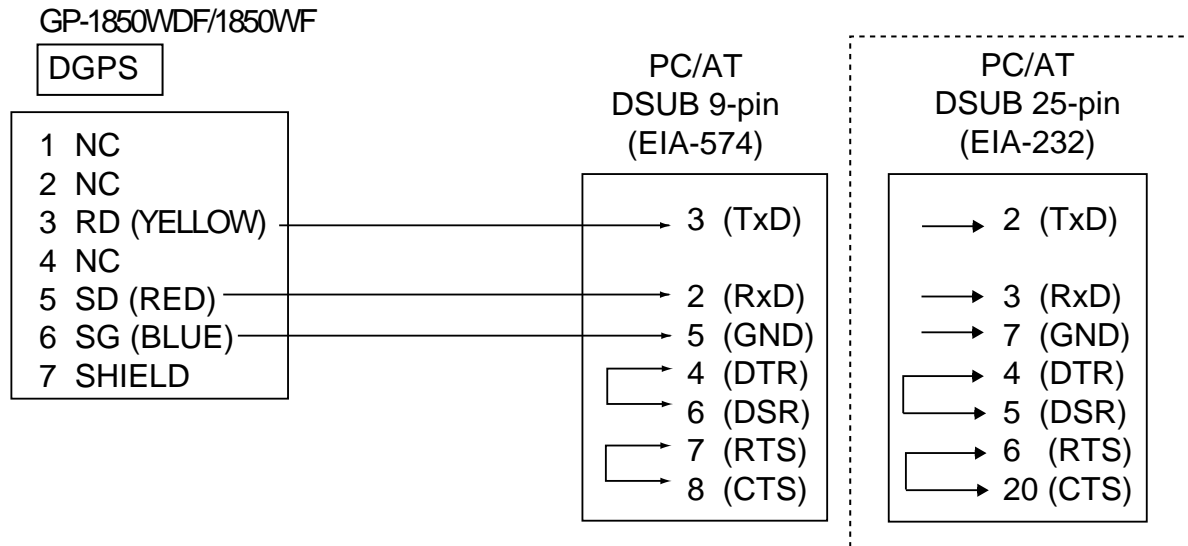 GP-1850WDF/1850WF
DGPS
1 NC
2 NC
3 RD (YELLOW)
4 NC
5 SD (RED)
6 SG (BLUE)
7 SHIELD
PC/AT
DSUB 9-pin
(EIA-574)
3 (TxD)
2 (RxD)
5 (GND)
4 (DTR)
6 (DSR)
7 (RTS)
8 (CTS)
PC/AT
DSUB 25-pin
(EIA-232)
2 (TxD)
3 (RxD)
7 (GND)
4 (DTR)
5 (DSR)
6 (RTS)
20 (CTS)